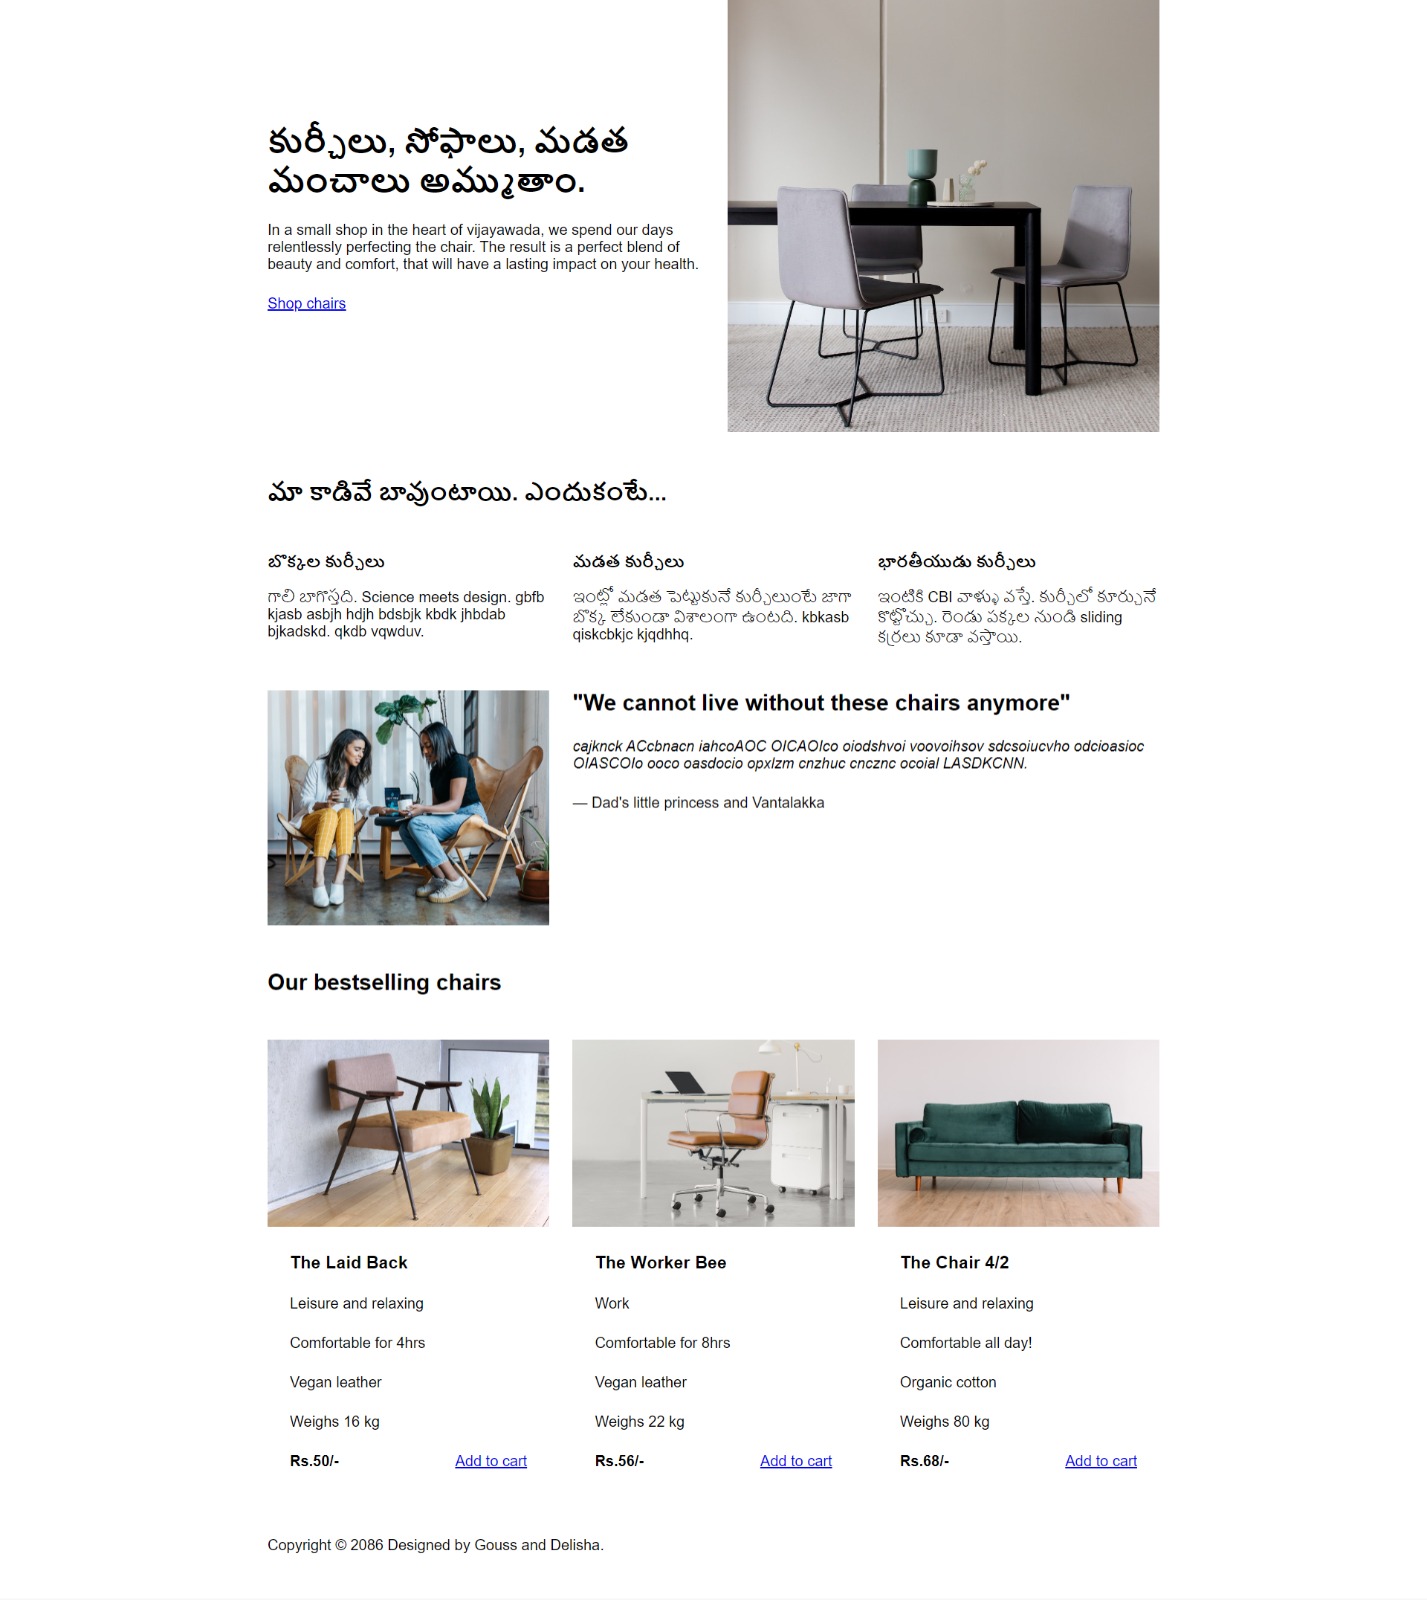 కుర్చీలు, సోఫాలు, మడత
మంచాలు అమ్ముతాం.
In a small shop in the heart of vijayawada, we spend our days
relentlessly perfecting the chair. The result is a perfect blend of
beauty and comfort, that will have a lasting impact on your health.
Shop chairs
మా కాడివే బావుంటాయి. ఎందుకంటే...
బొక్కల కుర్చీలు
గాలి బాగొస్తది. Science meets design. gbfb
kjasb asbjh hdjh bdsbjk kbdk jhbdab
bjkadskd. qkdb vqwduv.
మడత కుర్చీలు
ఇంట్లో మడత పెట్టుకునే కుర్చీలుంటే జాగా
బొక్క లేకుండా విశాలంగా ఉంటది. kbkasb
qiskcbkjc kjqdhhq.
భారతీయుడు కుర్చీలు
ఇంటికి CBI వాళ్ళు వస్తే. కుర్చీలో కూర్చునే
కొట్టొచ్చు. రెండు పక్కల నుండి sliding
కర్రలు కూడా వస్తాయి.
"We cannot live without these chairs anymore"
cajknck ACcbnacn iahcoAOC OICAOIco oiodshvoi voovoihsov sdcsoiucvho odcioasioc
OIASCOIo ooco oasdocio opxlzm cnzhuc cncznc ocoial LASDKCNN.
— Dad's little princess and Vantalakka
Our bestselling chairs
The Laid Back
Leisure and relaxing
Comfortable for 4hrs
Vegan leather
Weighs 16 kg
Rs.50/- Add to cart
The Worker Bee
Work
Comfortable for 8hrs
Vegan leather
Weighs 22 kg
Rs.56/- Add to cart
The Chair 4/2
Leisure and relaxing
Comfortable all day!
Organic cotton
Weighs 80 kg
Rs.68/- Add to cart
Copyright © 2086 Designed by Gouss and Delisha.